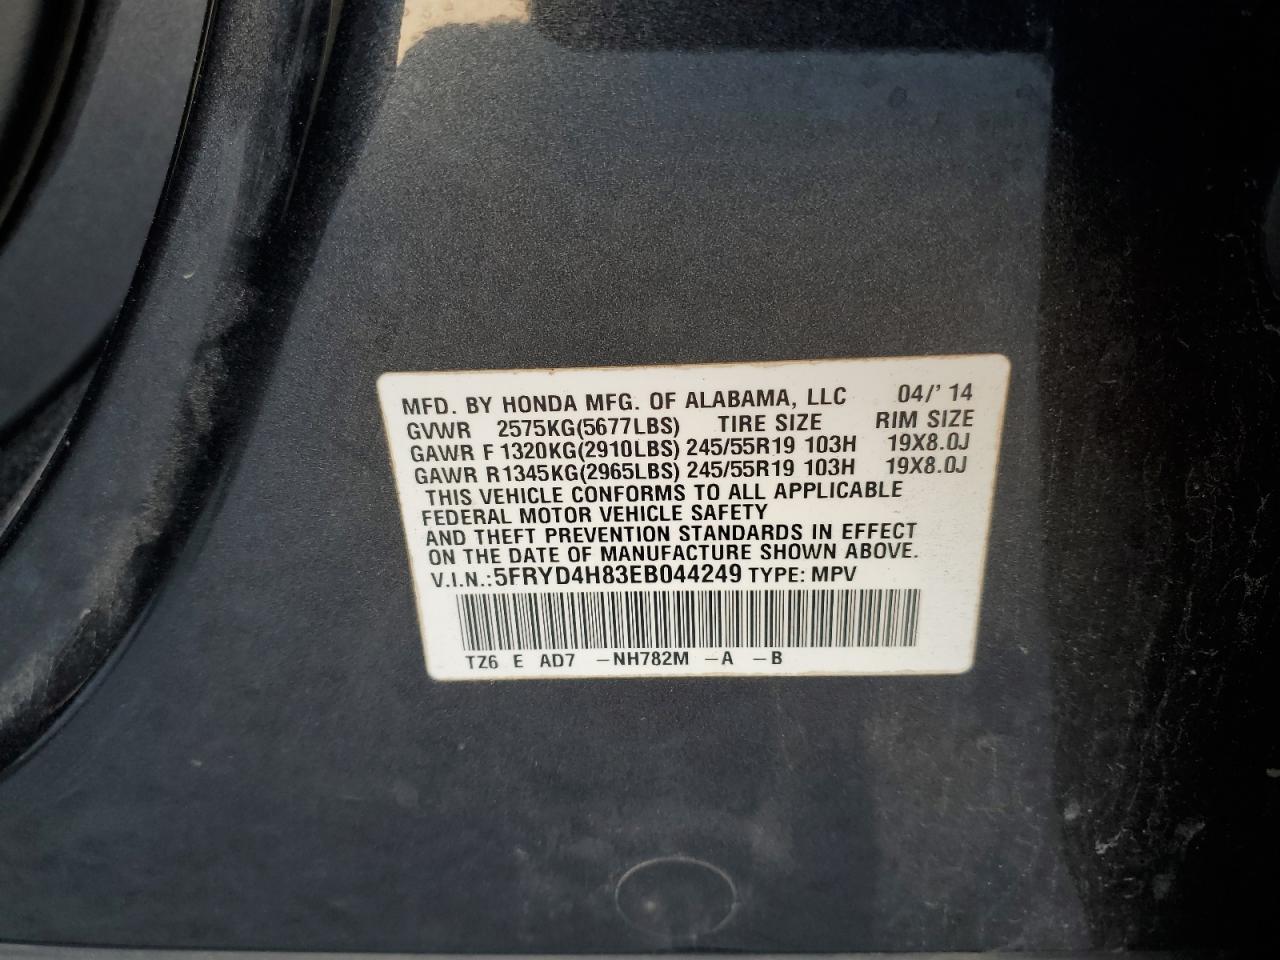 MFD. BY HONDA MFG. OF ALABAMA, LLC 04/' 14
GVWR 2575KG(5677LBS) TIRE SIZE RIM SIZE
GAWR F 1320KG(2910LBS) 245/55R19 103H 19X8.0J
GAWR R1345KG(2965LBS) 245/55R19 103H 19X8.0J
THIS VEHICLE CONFORMS TO ALL APPLICABLE
FEDERAL MOTOR VEHICLE SAFETY
AND THEFT PREVENTION STANDARDS IN EFFECT
ON THE DATE OF MANUFACTURE SHOWN ABOVE.
V.I.N.:5FRYD4H83EB044249 TYPE: MPV
TZ6 E AD7 -NH782M -A -B